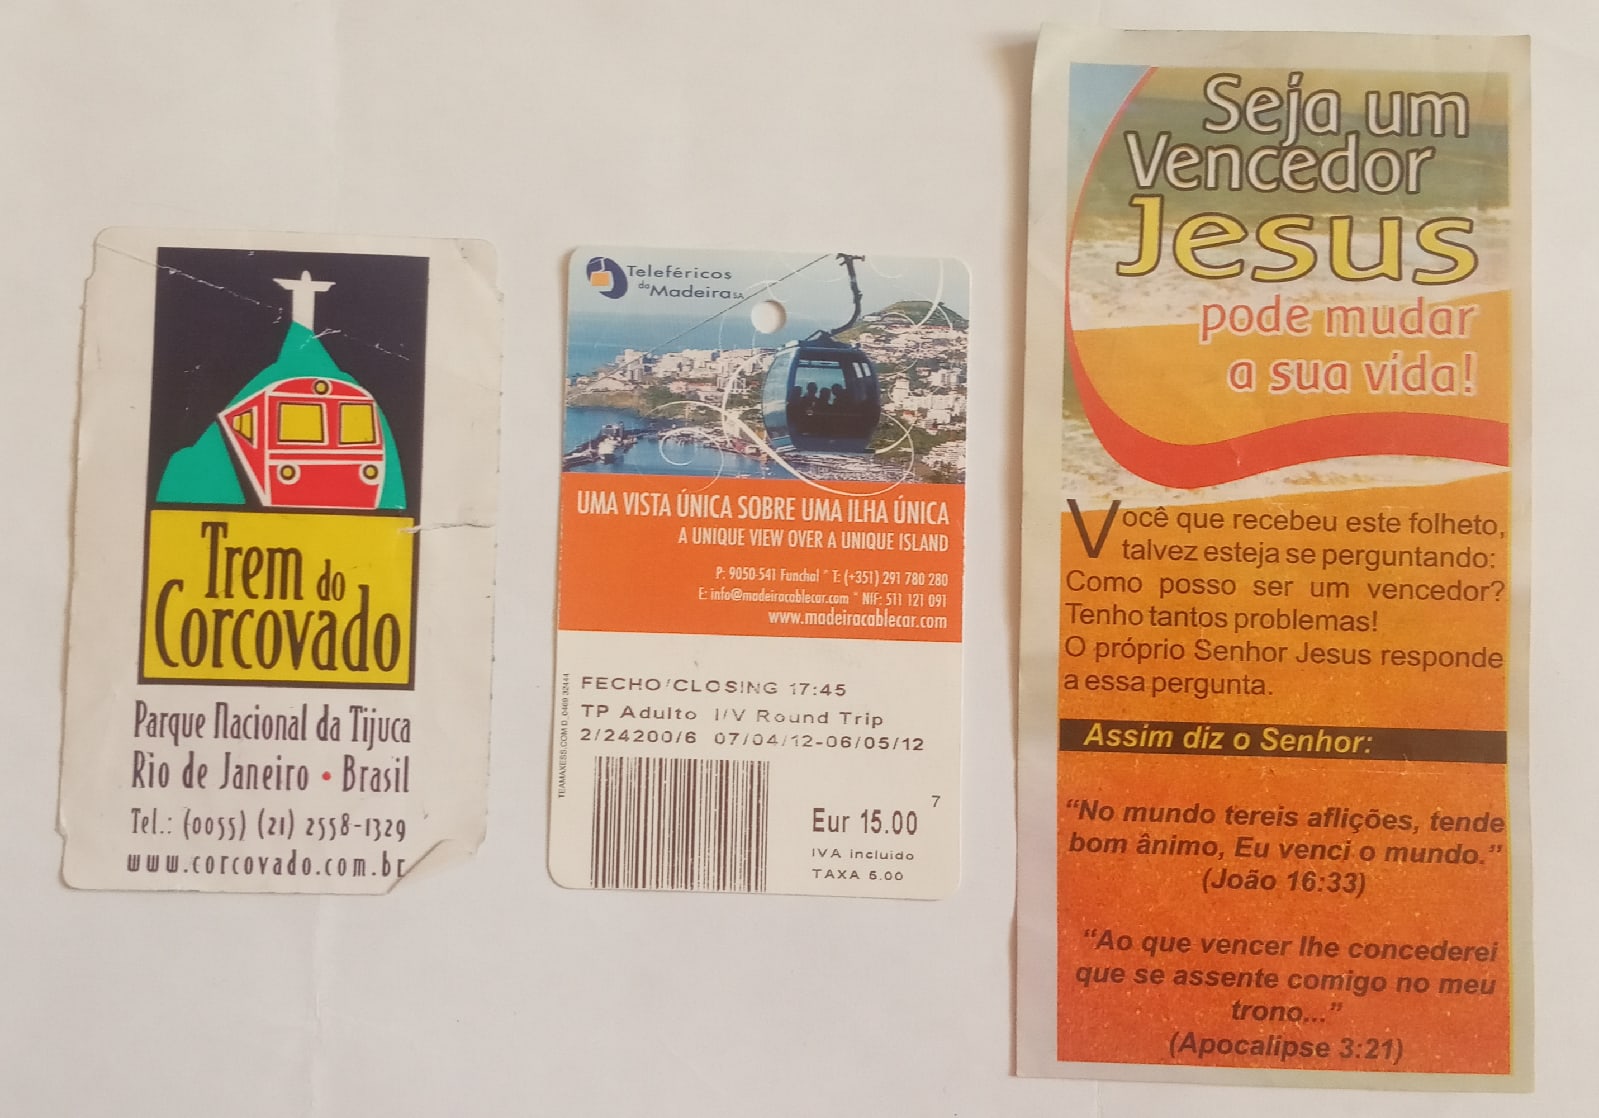 Trem do
Corcovado
Parque Nacional da Tijuca
Rio de Janeiro • Brasil
Tel.: (0055) (21) 2558-1329
www.corcovado.com.br
Teleféricos
da Madeira SA
UMA VISTA ÚNICA SOBRE UMA ILHA ÚNICA
A UNIQUE VIEW OVER A UNIQUE ISLAND
P: 9050-541 Funchal * T: (+351) 291 780 280
E: info@madeiracablecar.com * NIF: 511 121 091
www.madeiracablecar.com
FECHO/CLOSING 17:45
TP Adulto I/V Round Trip
2/24200/6 07/04/12-06/05/12
7
Eur 15.00
IVA incluido
TAXA 5.00
Seja um
Vencedor
Jesus
pode mudar
a sua vida!
Você que recebeu este folheto,
talvez esteja se perguntando:
Como posso ser um vencedor?
Tenho tantos problemas!
O próprio Senhor Jesus responde
a essa pergunta.
Assim diz o Senhor:
“No mundo tereis aflições, tende
bom ânimo, Eu venci o mundo.”
(João 16:33)
“Ao que vencer lhe concederei
que se assente comigo no meu
trono...”
(Apocalipse 3:21)